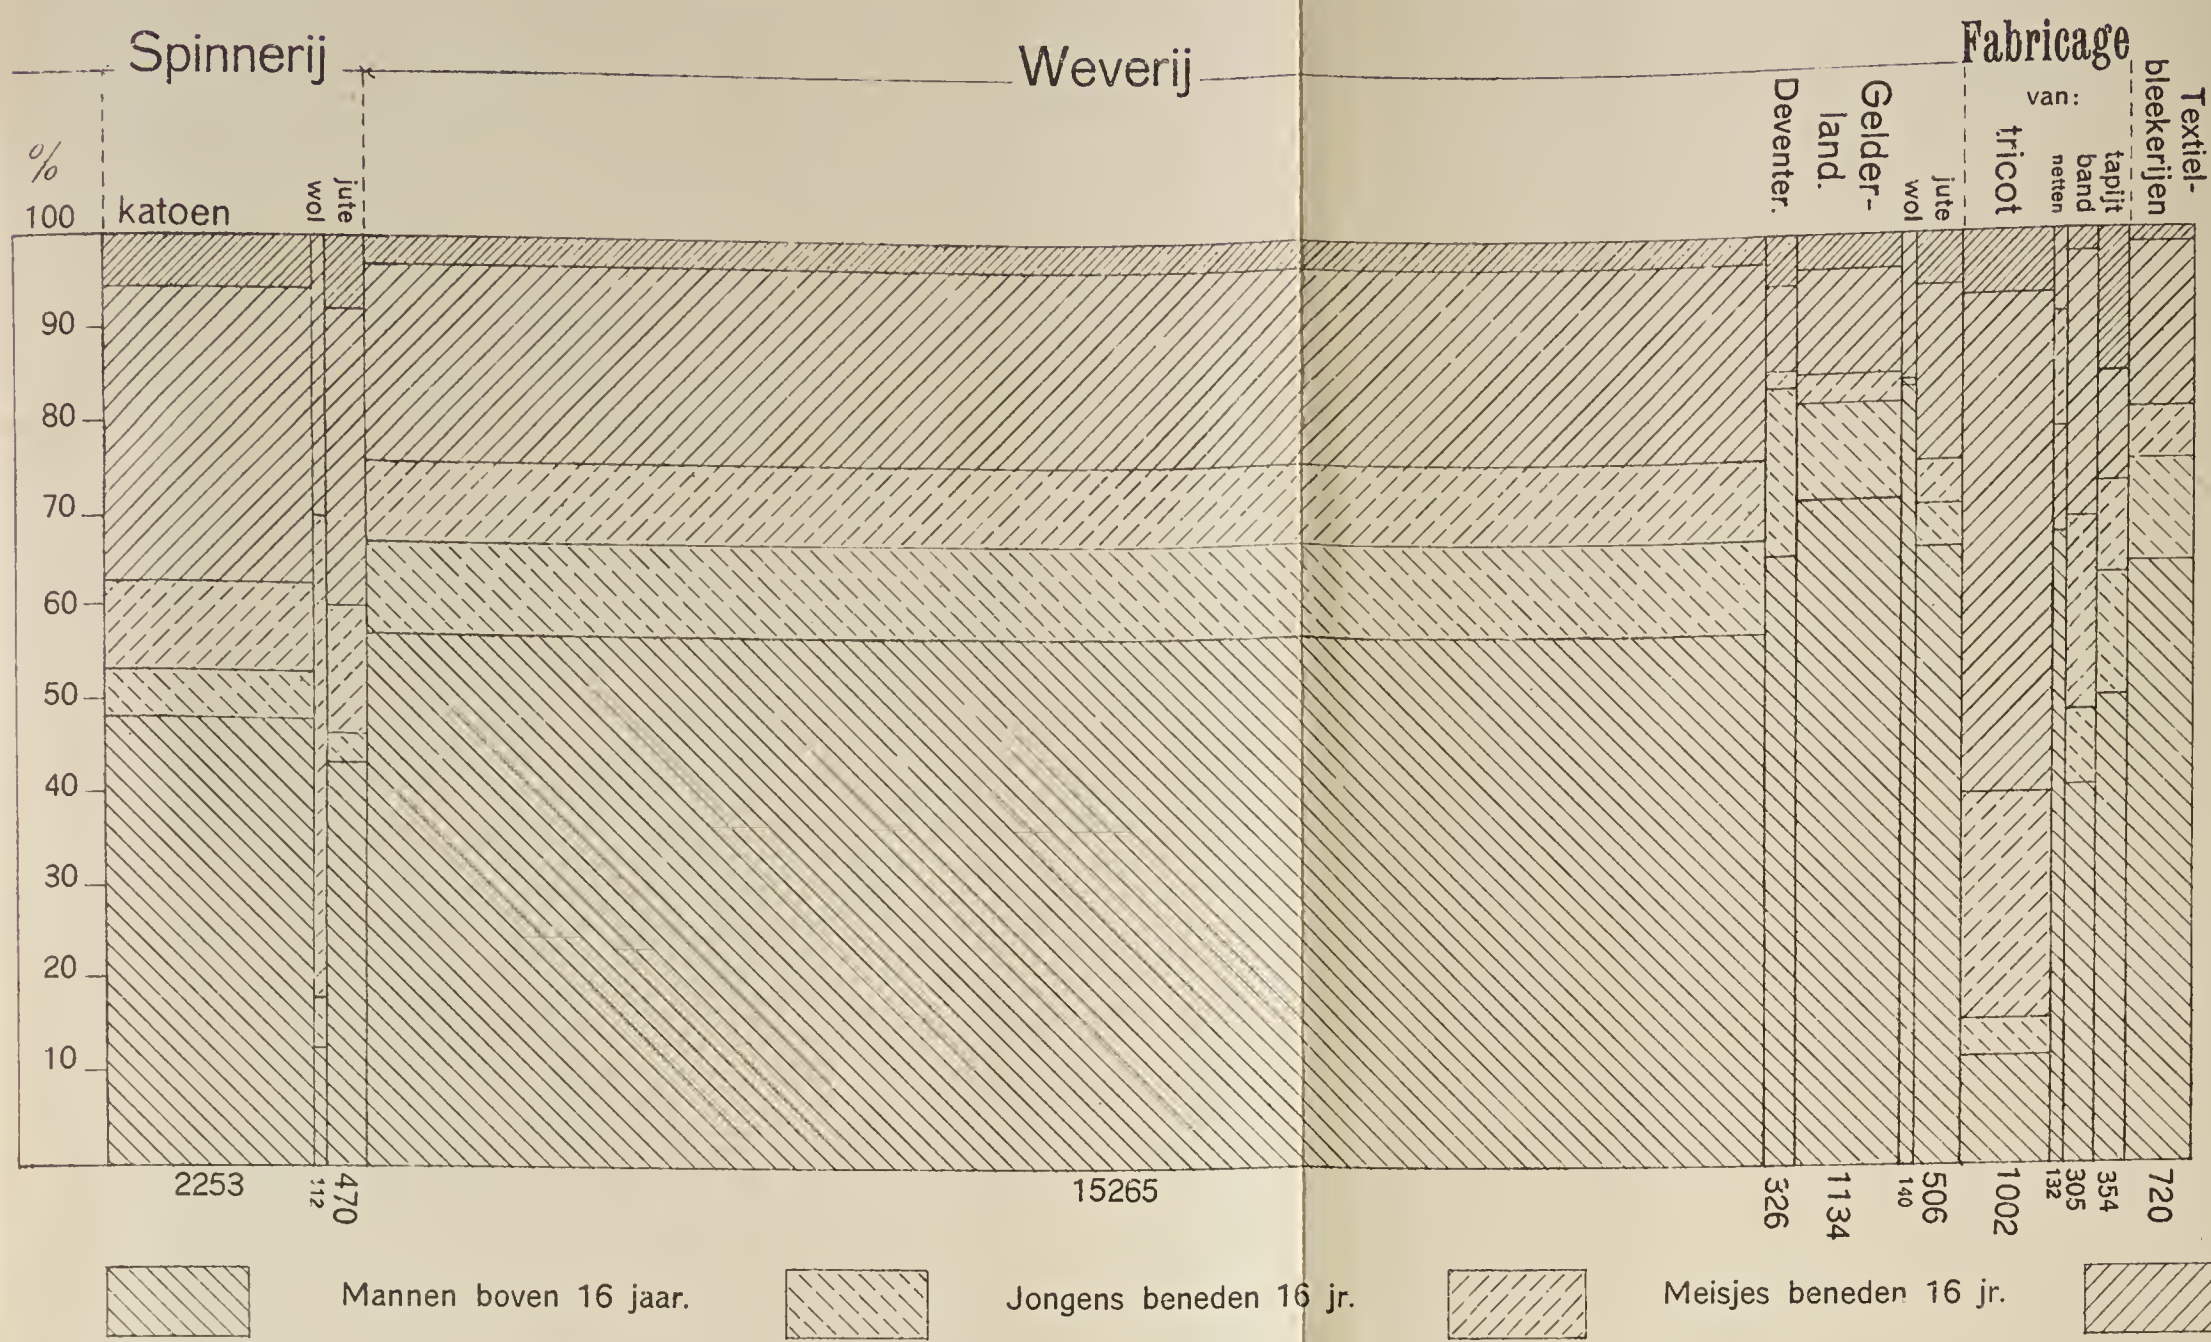 Spinnerij
Weverij
Fabricage
van:
%
katoen
wol
jute
Deventer.
Gelder-
land.
wol
jute
tricot
netten
band
tapijt
Textiel-
bleekerijen
100
90
80
70
60
50
40
30
20
10
2253
112
470
15265
326
1134
140
506
1002
132
305
354
720
Mannen boven 16 jaar.
Jongens beneden 16 jr.
Meisjes beneden 16 jr.